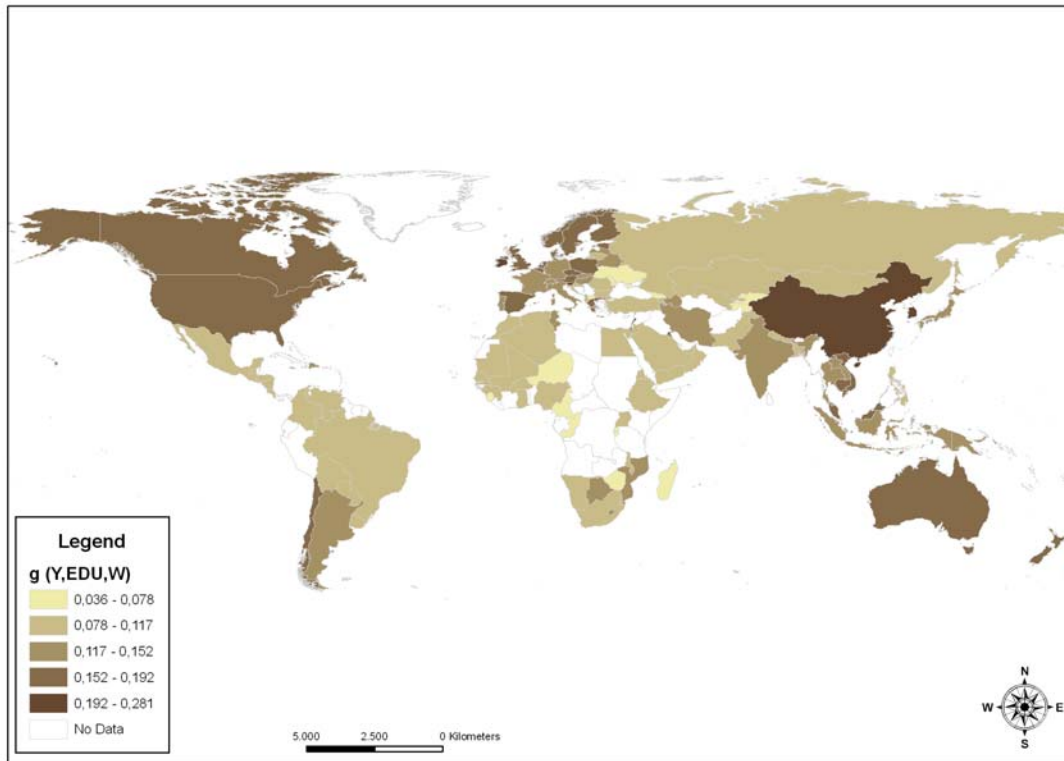 Legend
g (Y,EDU,W)
0,036 - 0,078
0,078 - 0,117
0,117 - 0,152
0,152 - 0,192
0,192 - 0,281
No Data
5.000 2.500 0 Kilometers
N
W E
S